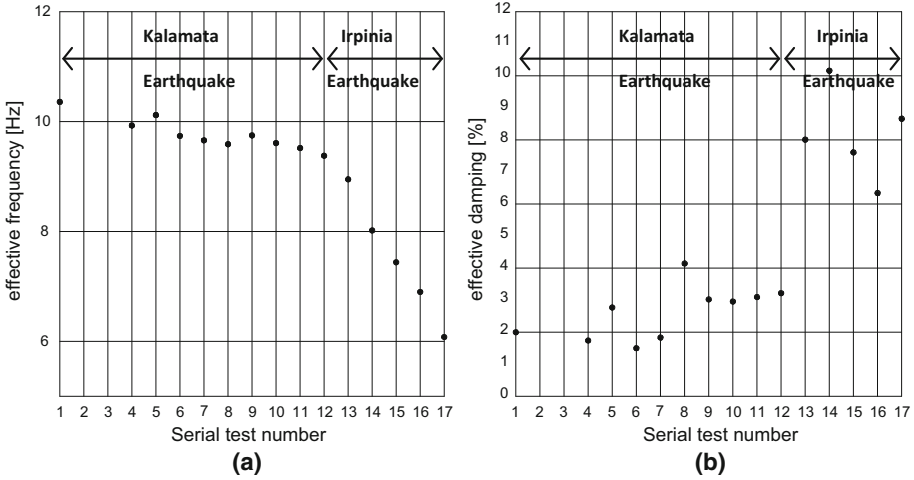 12
10
8
6
effective frequency [Hz]
Kalamata
Earthquake
Irpinia
Earthquake
1 2 3 4 5 6 7 8 9 10 11 12 13 14 15 16 17
Serial test number
(a)
12
11
10
9
8
7
6
5
4
3
2
1
0
effective damping [%]
Kalamata
Earthquake
Irpinia
Earthquake
1 2 3 4 5 6 7 8 9 10 11 12 13 14 15 16 17
Serial test number
(b)